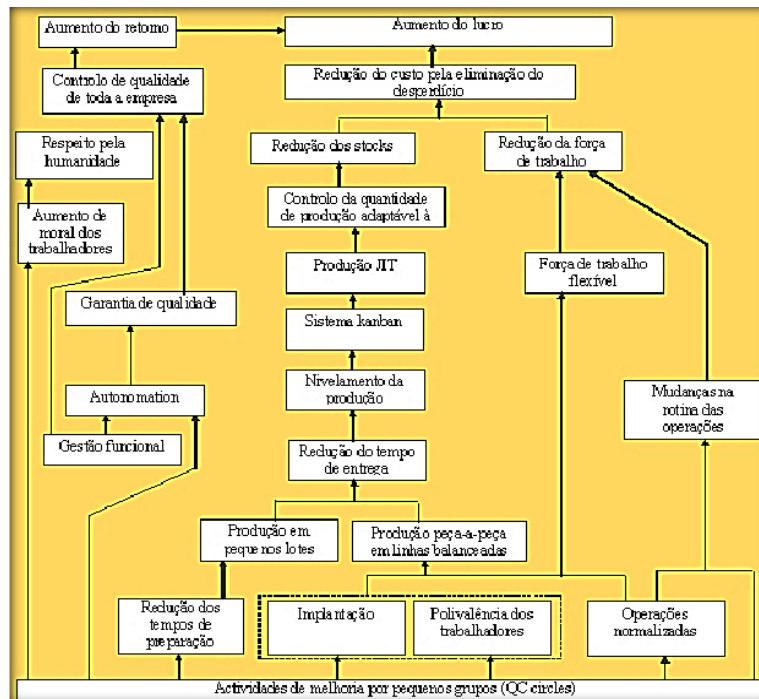 Aumento do retorno
Aumento do lucro
Controlo de qualidade
de toda a empresa
Redução do custo pela eliminação do
desperdício
Respeito pela
humanidade
Redução dos stocks
Redução da força
de trabalho
Aumento de
moral dos
trabalhadores
Controlo da quantidade
de produção adaptável à
Produção JIT
Força de trabalho
flexível
Garantia de qualidade
Sistema kanban
Nivelamento da
produção
Autonomation
Mudanças na
rotina das
operações
Gestão funcional
Redução do tempo
de entrega
Produção em
pequenos lotes
Produção peça-a-peça
em linhas balanceadas
Redução dos
tempos de
preparação
Implantação
Polivalência dos
trabalhadores
Operações
normalizadas
Actividades de melhoria por pequenos grupos (QC circles)